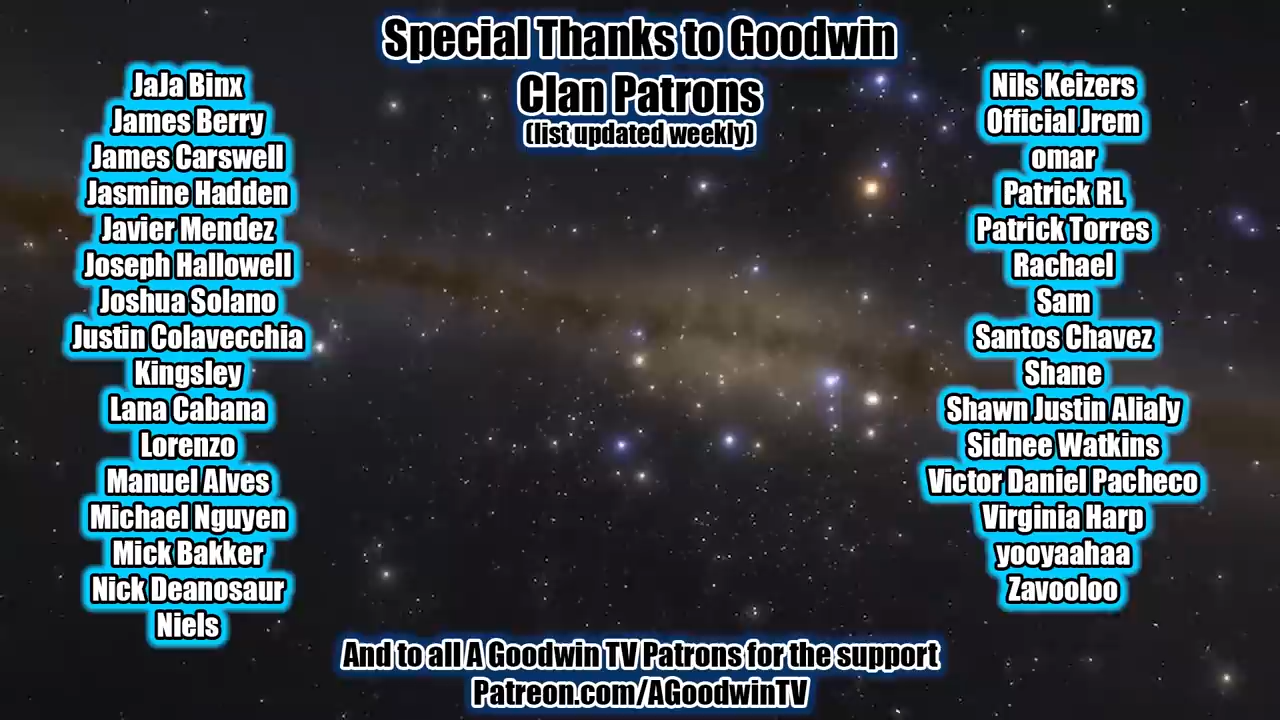 Special Thanks to Goodwin
Clan Patrons
(list updated weekly)
JaJa Binx
James Berry
James Carswell
Jasmine Hadden
Javier Mendez
Joseph Hallowell
Joshua Solano
Justin Colavecchia
Kingsley
Lana Cabana
Lorenzo
Manuel Alves
Michael Nguyen
Mick Bakker
Nick Deanosaur
Niels
Nils Keizers
Official Jrem
omar
Patrick RL
Patrick Torres
Rachael
Sam
Santos Chavez
Shane
Shawn Justin Alialy
Sidnee Watkins
Victor Daniel Pacheco
Virginia Harp
yooyaahaa
Zavooloo
And to all A Goodwin TV Patrons for the support
Patreon.com/AGoodwinTV